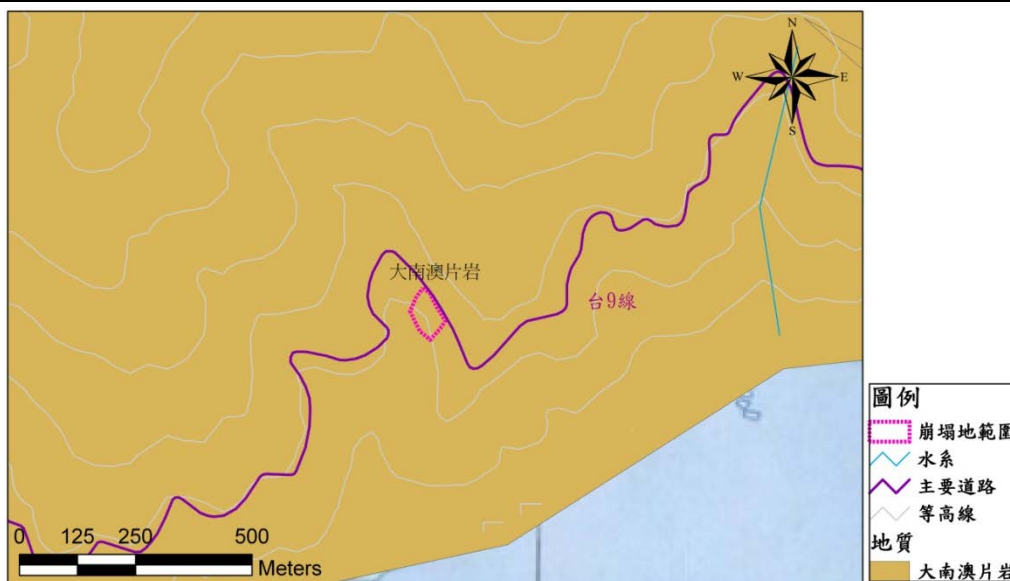 N
W E
S
大南澳片岩
台9線
0 125 250 500
Meters
圖例
崩塌地範圍
水系
主要道路
等高線
地質
大南澳片岩